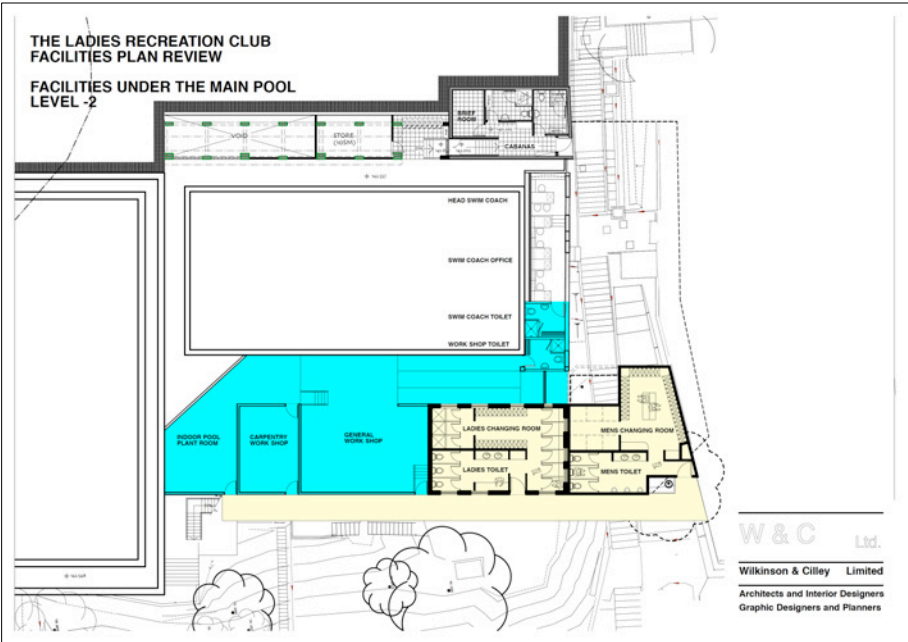 THE LADIES RECREATION CLUB
FACILITIES PLAN REVIEW
FACILITIES UNDER THE MAIN POOL
LEVEL -2
VOID
STORE
BRIEF
ROOM
CABANAS
HEAD SWIM COACH
SWIM COACH OFFICE
SWIM COACH TOILET
WORK SHOP TOILET
INDOOR POOL
PLANT ROOM
CARPENTRY
WORK SHOP
GENERAL
WORK SHOP
LADIES CHANGING ROOM
LADIES TOILET
MENS CHANGING ROOM
MENS TOILET
W & C Ltd.
Wilkinson & Cilley Limited
Architects and Interior Designers
Graphic Designers and Planners